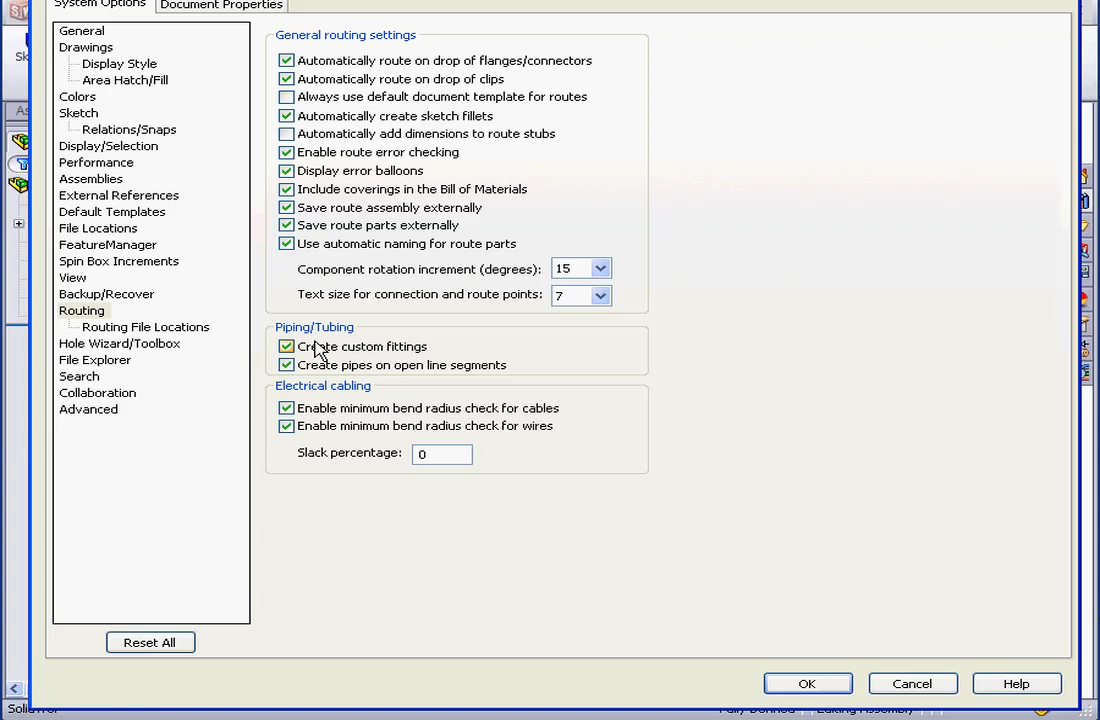 System Options
Document Properties
General
Drawings
Display Style
Area Hatch/Fill
Colors
Sketch
Relations/Snaps
Display/Selection
Performance
Assemblies
External References
Default Templates
File Locations
FeatureManager
Spin Box Increments
View
Backup/Recover
Routing
Routing File Locations
Hole Wizard/Toolbox
File Explorer
Search
Collaboration
Advanced
Reset All
General routing settings
Automatically route on drop of flanges/connectors
Automatically route on drop of clips
Always use default document template for routes
Automatically create sketch fillets
Automatically add dimensions to route stubs
Enable route error checking
Display error balloons
Include coverings in the Bill of Materials
Save route assembly externally
Save route parts externally
Use automatic naming for route parts
Component rotation increment (degrees): 15
Text size for connection and route points: 7
Piping/Tubing
Create custom fittings
Create pipes on open line segments
Electrical cabling
Enable minimum bend radius check for cables
Enable minimum bend radius check for wires
Slack percentage: 0
OK
Cancel
Help